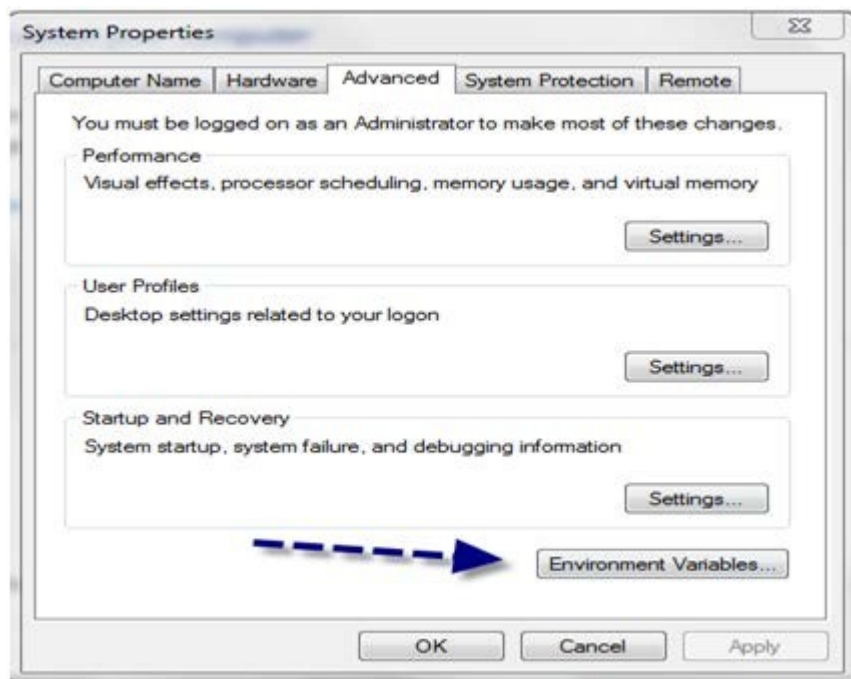 System Properties
Computer Name Hardware Advanced System Protection Remote
You must be logged on as an Administrator to make most of these changes.
Performance
Visual effects, processor scheduling, memory usage, and virtual memory
Settings...
User Profiles
Desktop settings related to your logon
Settings...
Startup and Recovery
System startup, system failure, and debugging information
Settings...
Environment Variables...
OK Cancel Apply